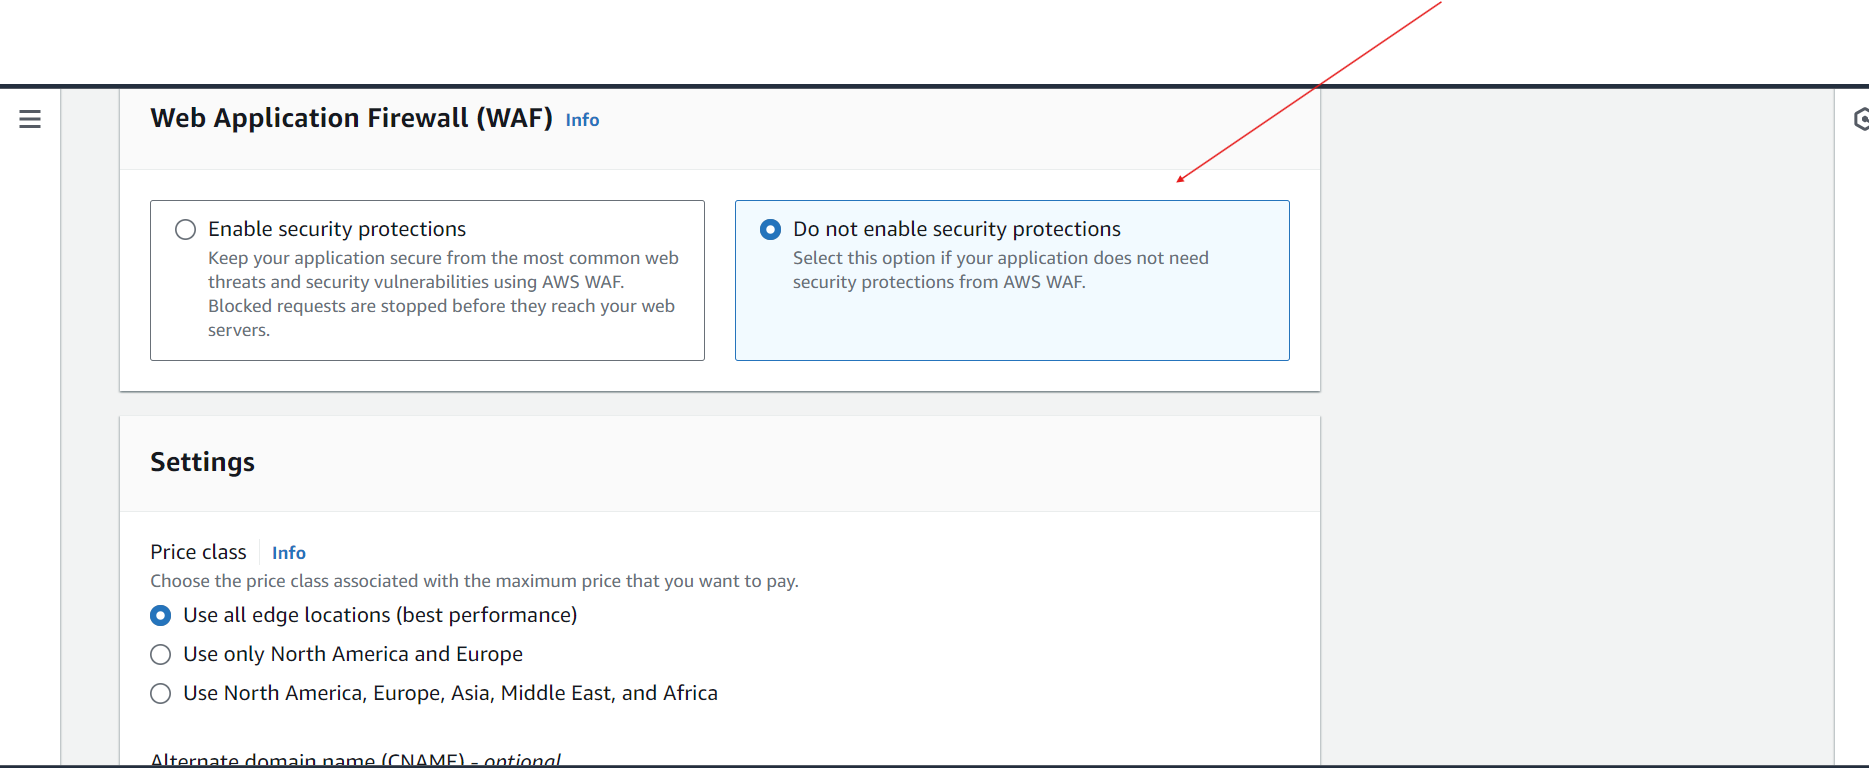 Web Application Firewall (WAF) Info
Enable security protections
Keep your application secure from the most common web
threats and security vulnerabilities using AWS WAF.
Blocked requests are stopped before they reach your web
servers.
Do not enable security protections
Select this option if your application does not need
security protections from AWS WAF.
Settings
Price class Info
Choose the price class associated with the maximum price that you want to pay.
Use all edge locations (best performance)
Use only North America and Europe
Use North America, Europe, Asia, Middle East, and Africa
Alternate domain name (CNAME) - optional